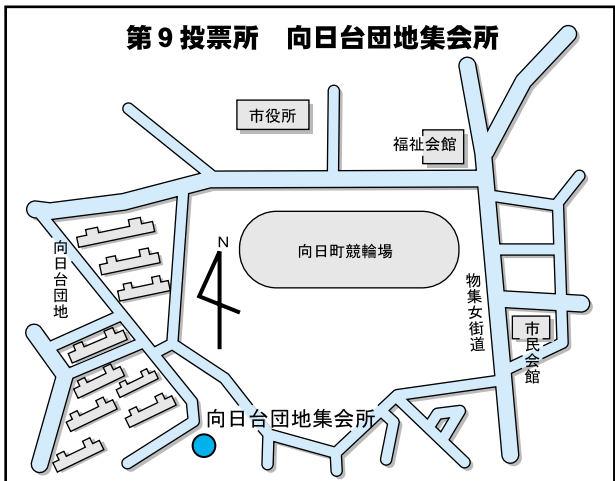 第9投票所　向日台団地集会所
市役所
福祉会館
向日台団地
N
向日町競輪場
物集女街道
市民会館
向日台団地集会所